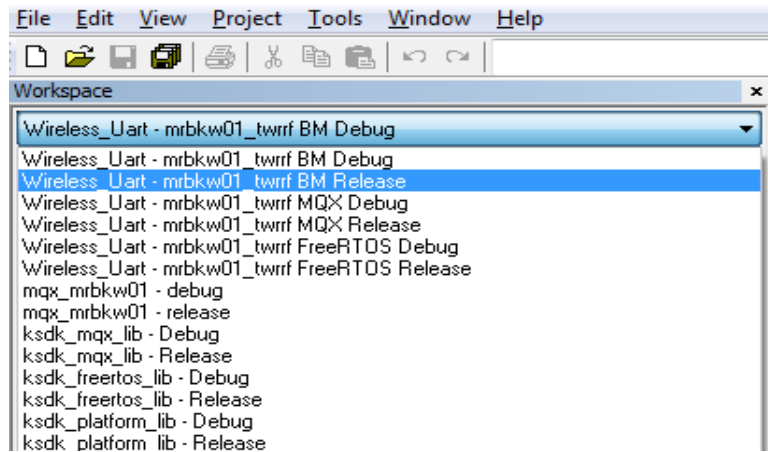 File Edit View Project Tools Window Help
Workspace x
Wireless_Uart - mrbkw01_twrrf BM Debug
Wireless_Uart - mrbkw01_twrrf BM Debug
Wireless_Uart - mrbkw01_twrrf BM Release
Wireless_Uart - mrbkw01_twrrf MQX Debug
Wireless_Uart - mrbkw01_twrrf MQX Release
Wireless_Uart - mrbkw01_twrrf FreeRTOS Debug
Wireless_Uart - mrbkw01_twrrf FreeRTOS Release
mqx_mrbkw01 - debug
mqx_mrbkw01 - release
ksdk_mqx_lib - Debug
ksdk_mqx_lib - Release
ksdk_freertos_lib - Debug
ksdk_freertos_lib - Release
ksdk_platform_lib - Debug
ksdk_platform_lib - Release